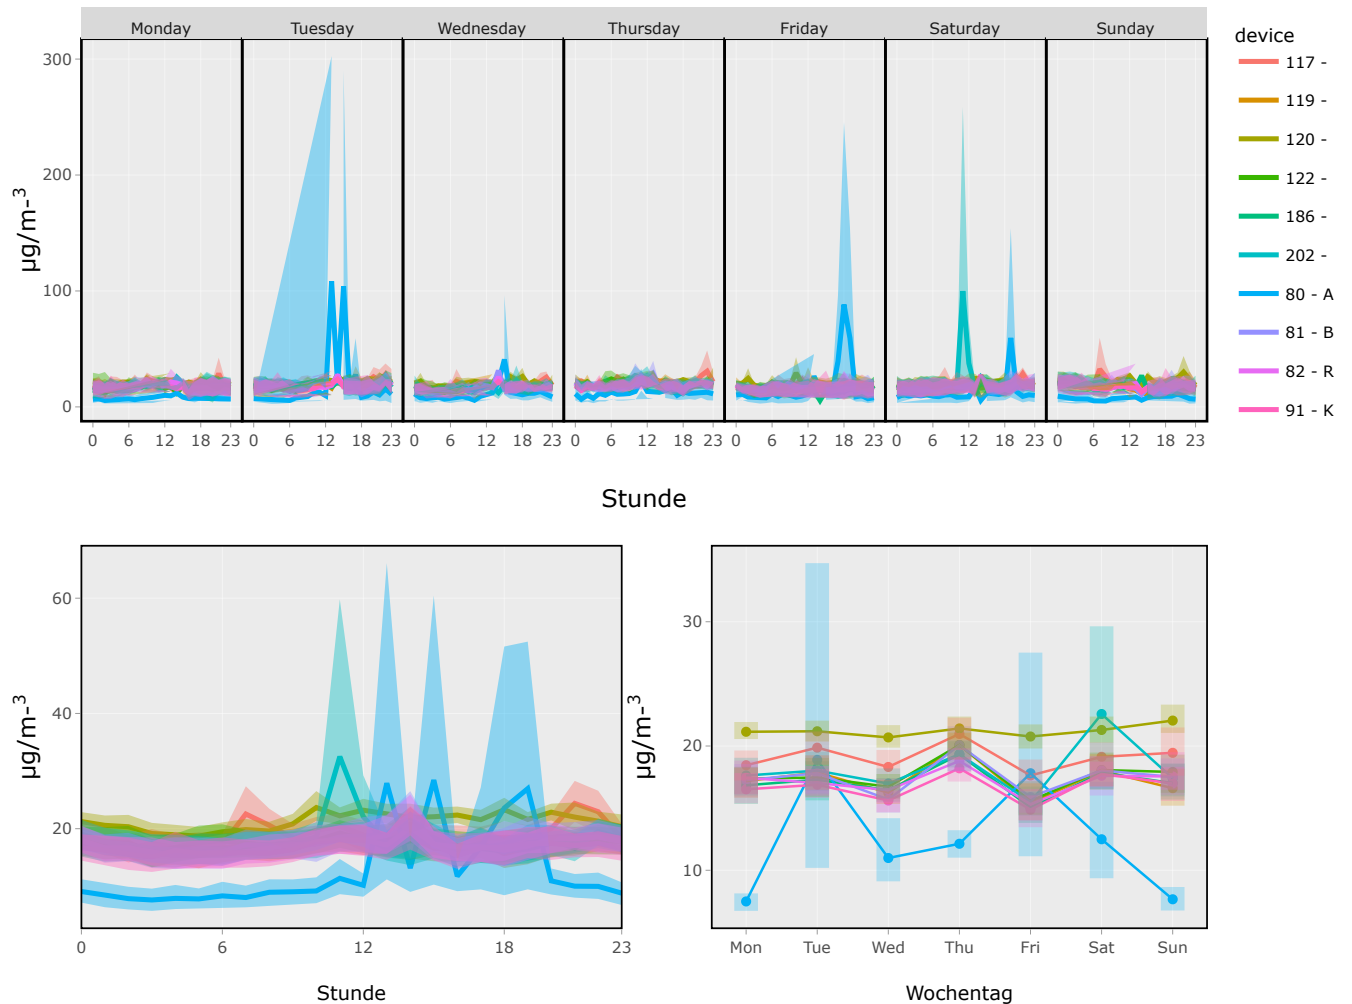 Monday Tuesday Wednesday Thursday Friday Saturday Sunday
device
117 -
119 -
120 -
122 -
186 -
202 -
80 - A
81 - B
82 - R
91 - K
300
200
100
0
µg/m-³
0 6 12 18 23 0 6 12 18 23 0 6 12 18 23 0 6 12 18 23 0 6 12 18 23 0 6 12 18 23 0 6 12 18 23
Stunde
60
40
20
µg/m-³
0 6 12 18 23
Stunde
30
20
10
µg/m-³
Mon Tue Wed Thu Fri Sat Sun
Wochentag